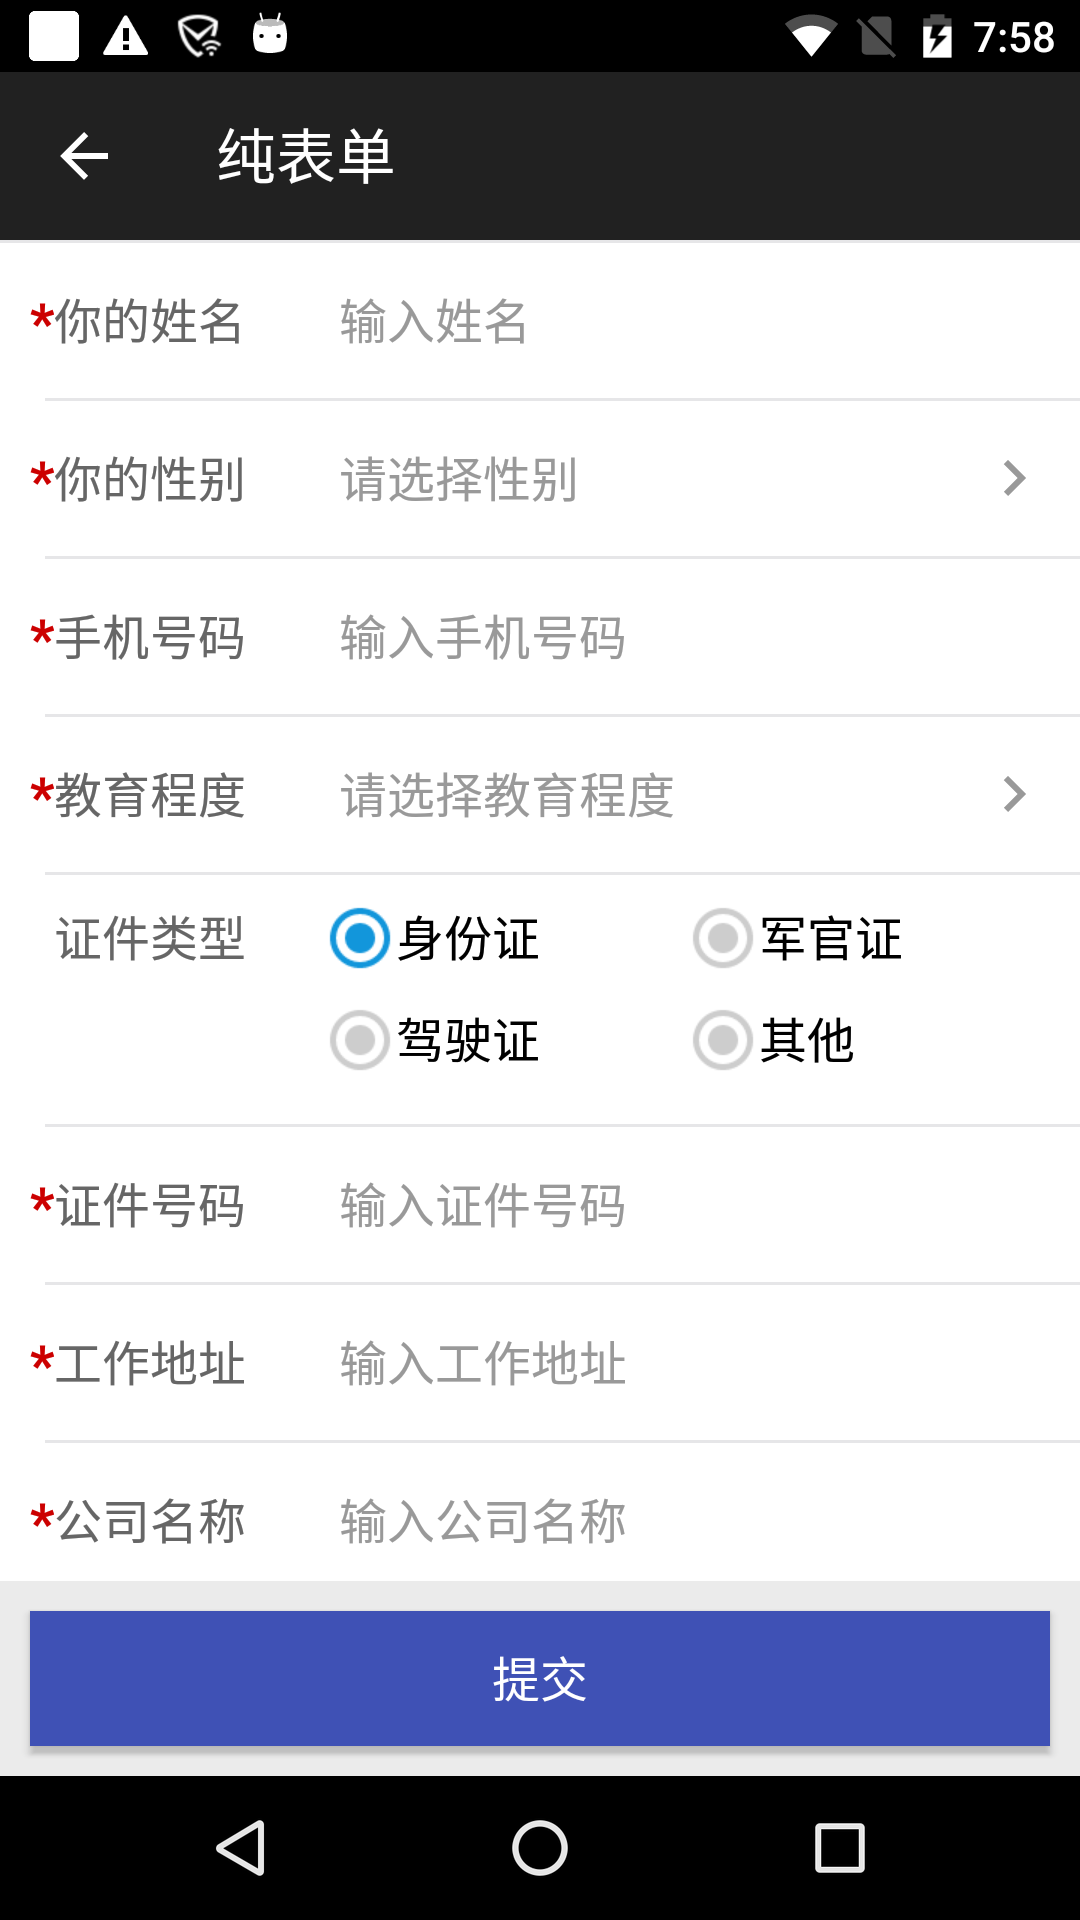 7:58
纯表单
*你的姓名 输入姓名
*你的性别 请选择性别
*手机号码 输入手机号码
*教育程度 请选择教育程度
证件类型 身份证 军官证
驾驶证 其他
*证件号码 输入证件号码
*工作地址 输入工作地址
*公司名称 输入公司名称
提交